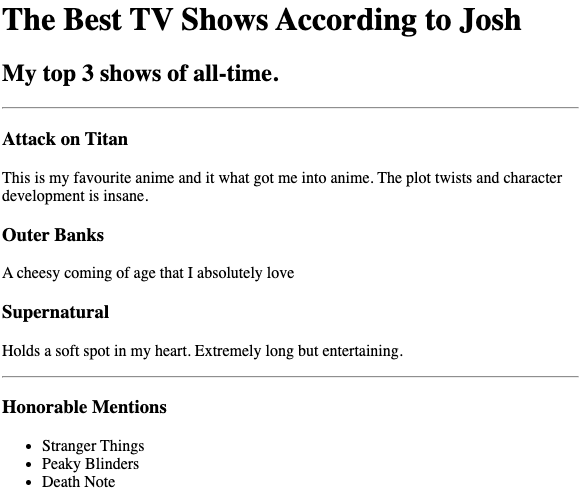 The Best TV Shows According to Josh
My top 3 shows of all-time.
Attack on Titan
This is my favourite anime and it what got me into anime. The plot twists and character
development is insane.
Outer Banks
A cheesy coming of age that I absolutely love
Supernatural
Holds a soft spot in my heart. Extremely long but entertaining.
Honorable Mentions
• Stranger Things
• Peaky Blinders
• Death Note